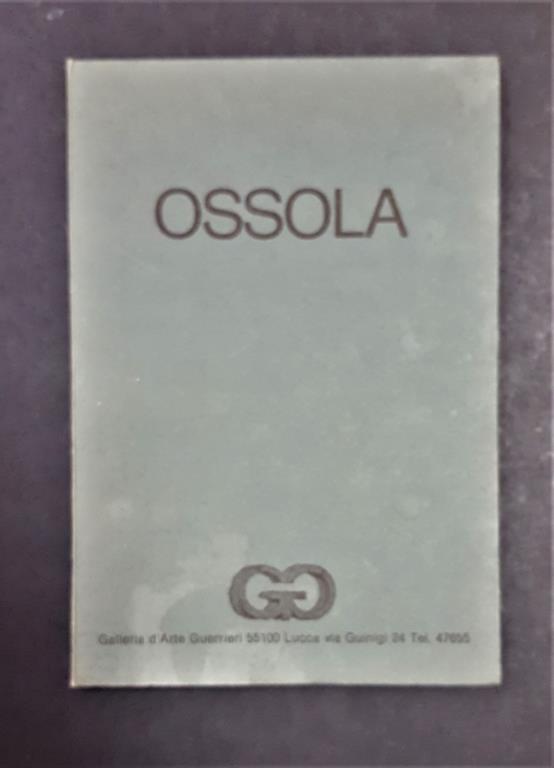 OSSOLA
GG
Galleria d'Arte Guerrieri 55100 Lucca via Guinigi 24 Tel. 47655